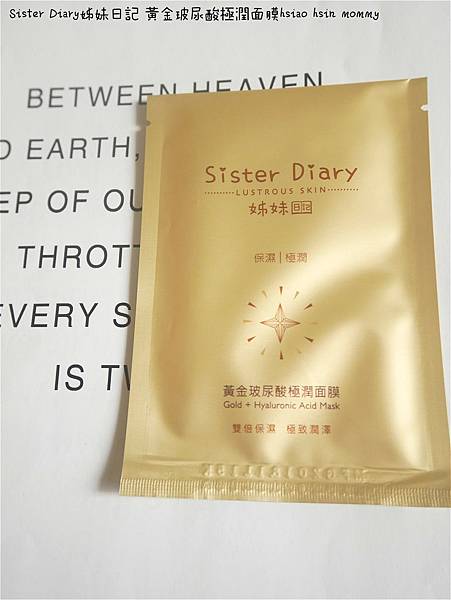 Sister Diary姊妹日記 黃金玻尿酸極潤面膜hsiao hsin mommy
BETWEEN HEAVEN
EARTH,
EP OF OU
THROTT
EVERY S
IS TW
Sister Diary
LUSTROUS SKIN
姊妹日記
保濕|極潤
黃金玻尿酸極潤面膜
Gold + Hyaluronic Acid Mask
雙倍保濕 極致潤澤